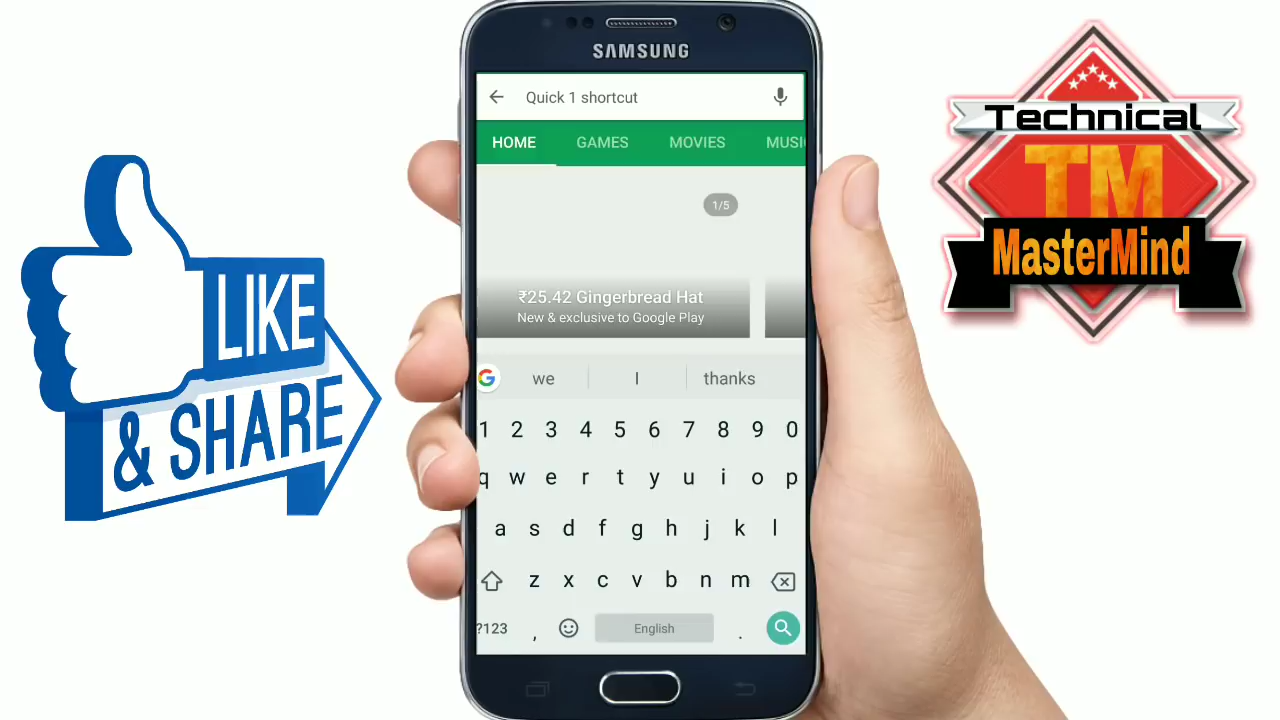 SAMSUNG
Quick 1 shortcut
HOME GAMES MOVIES MUSI
1/5
₹25.42 Gingerbread Hat
New & exclusive to Google Play
G we I thanks
1 2 3 4 5 6 7 8 9 0
q w e r t y u i o p
a s d f g h j k l
z x c v b n m
?123 , English .
LIKE
& SHARE
Technical
TM
MasterMind